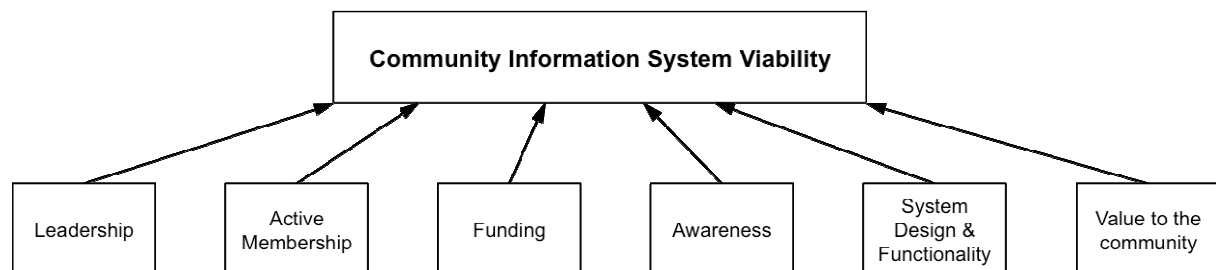 Community Information System Viability
Leadership
Active
Membership
Funding
Awareness
System
Design &
Functionality
Value to the
community